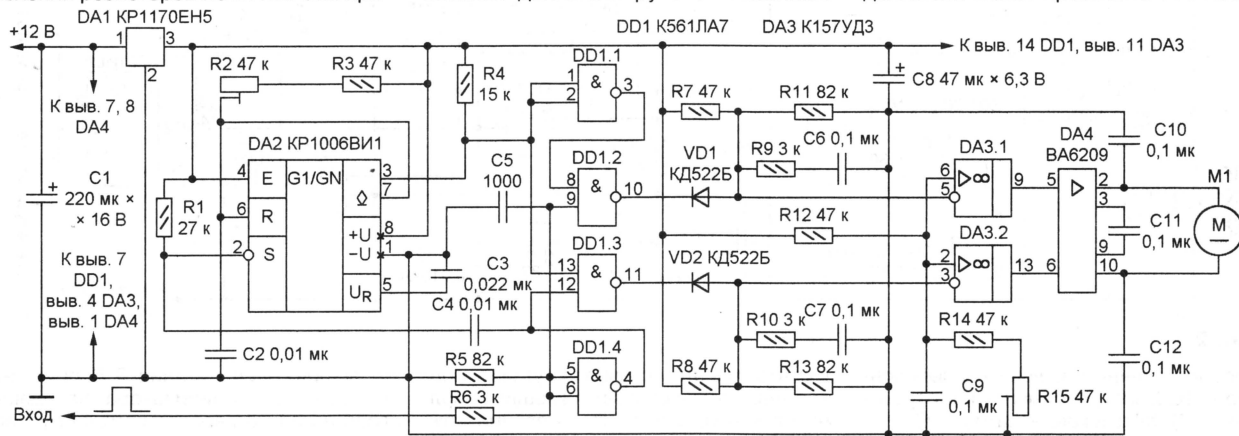 DA1 КР1170ЕН5
DD1 К561ЛА7
DA3 К157УД3
+12 В
1
3
2
К выв. 14 DD1, выв. 11 DA3
R2 47 к
R3 47 к
R4
15 к
DD1.1
1
2
&
3
С8 47 мк × 6,3 В
R7 47 к
R11 82 к
К выв. 7, 8
DA4
DA2 КР1006ВИ1
C5
1000
DD1.2
8
9
&
10
VD1
КД522Б
R9 3 к
С6 0,1 мк
DA3.1
6
5
▷∞
9
DA4
ВА6209
C10
0,1 мк
M1
C1
220 мк ×
× 16 В
R1
27 к
4
E
G1/GN
3
7
6
R
+U
8
2
S
−U
1
U_R
5
R12 47 к
5
▷
2
3
C11
0,1 мк
М
DD1.3
13
12
&
11
VD2 КД522Б
DA3.2
2
3
▷∞
13
6
9
10
C3
0,022 мк
К выв. 7
DD1,
выв. 4 DA3,
выв. 1 DA4
C4 0,01 мк
R10 3 к
C7 0,1 мк
R14 47 к
C2 0,01 мк
R5 82 к
DD1.4
5
6
&
4
R8 47 к
R13 82 к
C12
0,1 мк
Вход
R6 3 к
C9
0,1 мк
R15 47 к